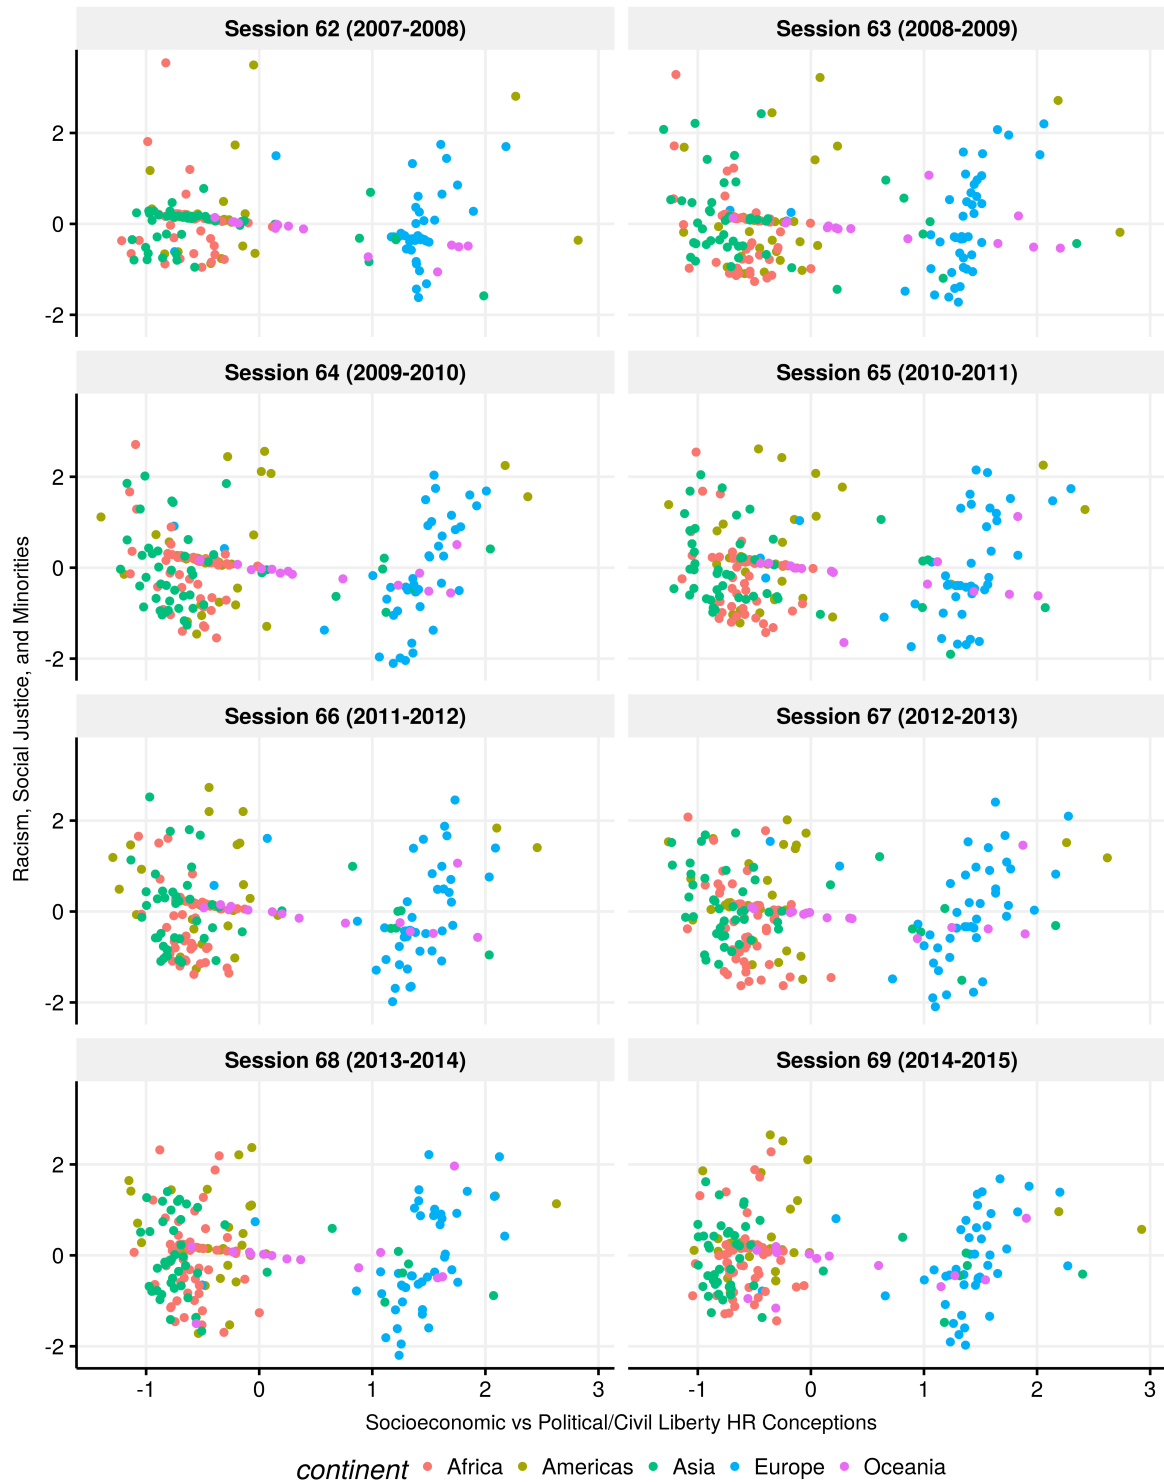 Session 62 (2007-2008)
Session 63 (2008-2009)
2
0
-2
Session 64 (2009-2010)
Session 65 (2010-2011)
2
0
-2
Session 66 (2011-2012)
Session 67 (2012-2013)
2
0
-2
Session 68 (2013-2014)
Session 69 (2014-2015)
2
0
-2
-1 0 1 2 3
-1 0 1 2 3
Racism, Social Justice, and Minorities
Socioeconomic vs Political/Civil Liberty HR Conceptions
continent Africa Americas Asia Europe Oceania